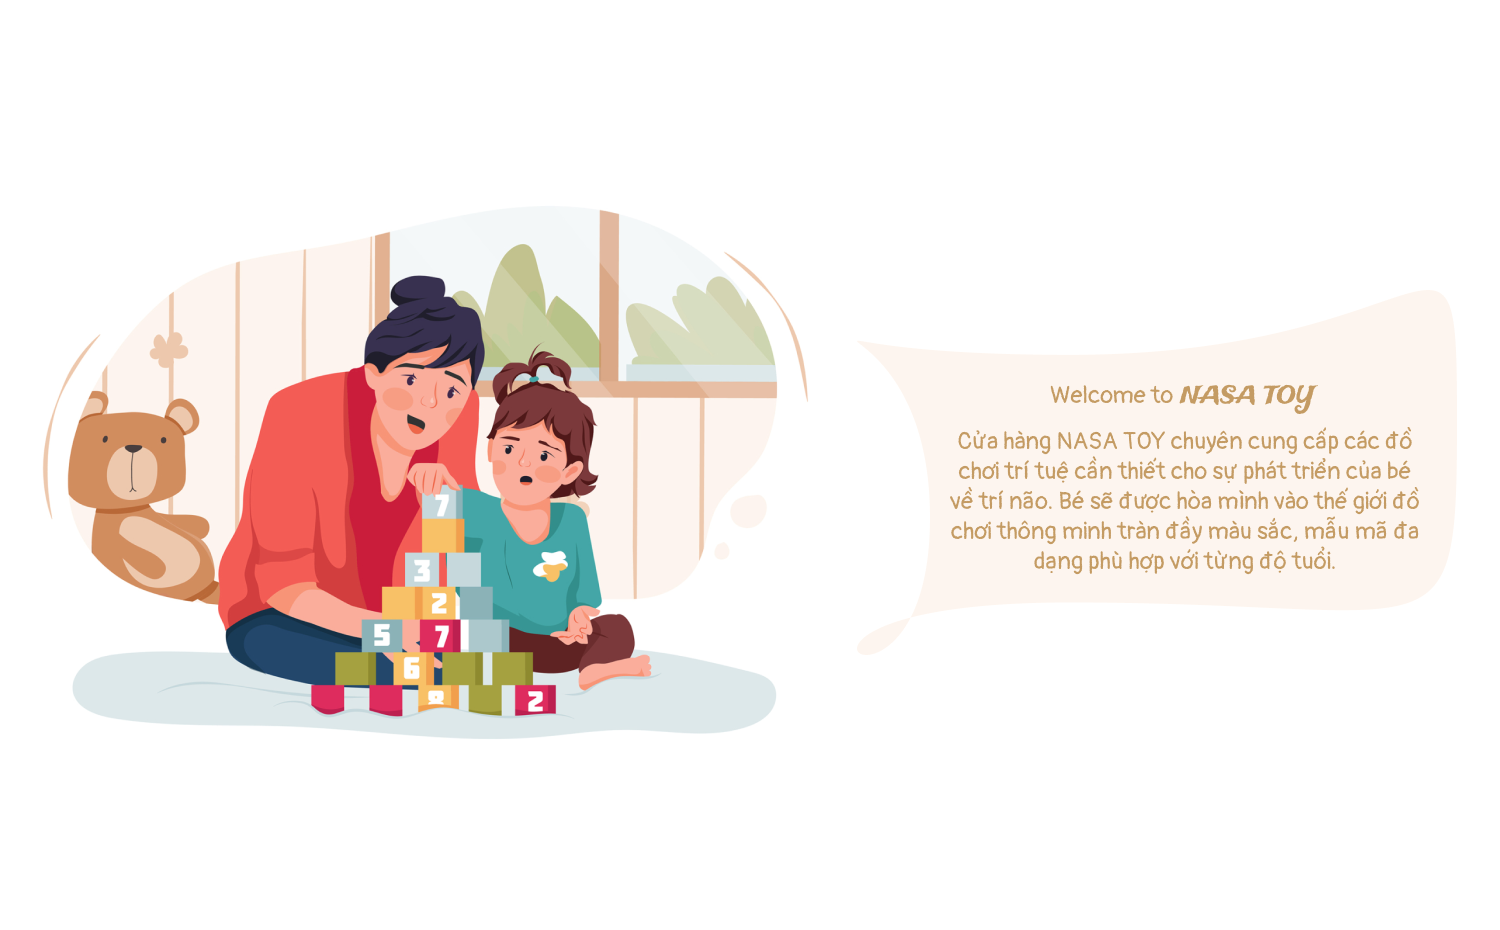 7
3
2
5 7
6
8 2
Welcome to NASA TOY
Cửa hàng NASA TOY chuyên cung cấp các đồ
chơi trí tuệ cần thiết cho sự phát triển của bé
về trí não. Bé sẽ được hòa mình vào thế giới đồ
chơi thông minh tràn đầy màu sắc, mẫu mã đa
dạng phù hợp với từng độ tuổi.